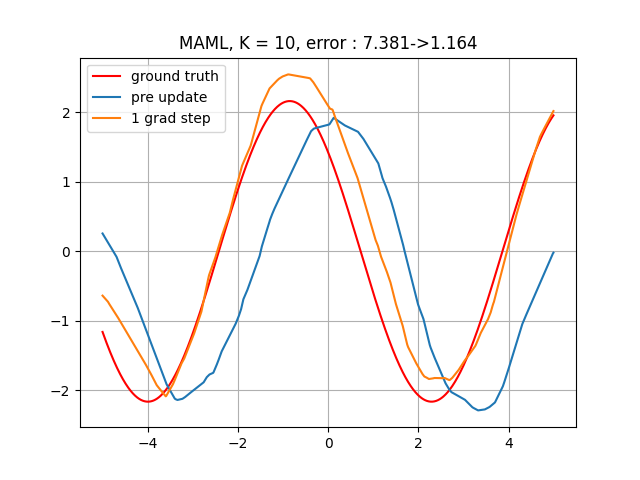 MAML, K = 10, error : 7.381->1.164
ground truth
pre update
1 grad step
2
1
0
−1
−2
−4
−2
0
2
4